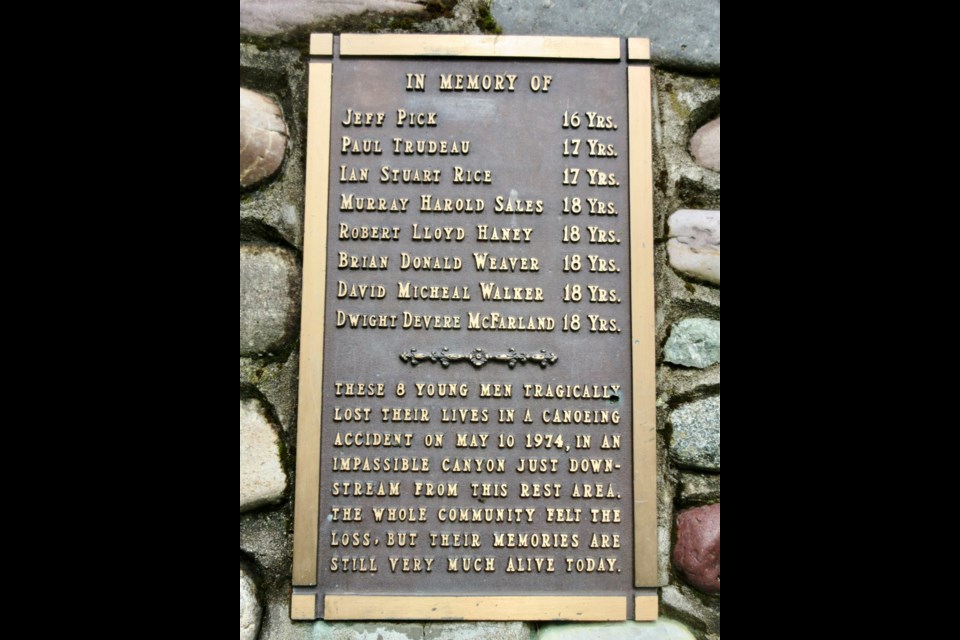 IN MEMORY OF
JEFF PICK 16 YRS.
PAUL TRUDEAU 17 YRS.
IAN STUART RICE 17 YRS.
MURRAY HAROLD SALES 18 YRS.
ROBERT LLOYD HANEY 18 YRS.
BRIAN DONALD WEAVER 18 YRS.
DAVID MICHEAL WALKER 18 YRS.
DWIGHT DEVERE MCFARLAND 18 YRS.
THESE 8 YOUNG MEN TRAGICALLY
LOST THEIR LIVES IN A CANOEING
ACCIDENT ON MAY 10 1974, IN AN
IMPASSIBLE CANYON JUST DOWN-
STREAM FROM THIS REST AREA.
THE WHOLE COMMUNITY FELT THE
LOSS, BUT THEIR MEMORIES ARE
STILL VERY MUCH ALIVE TODAY.